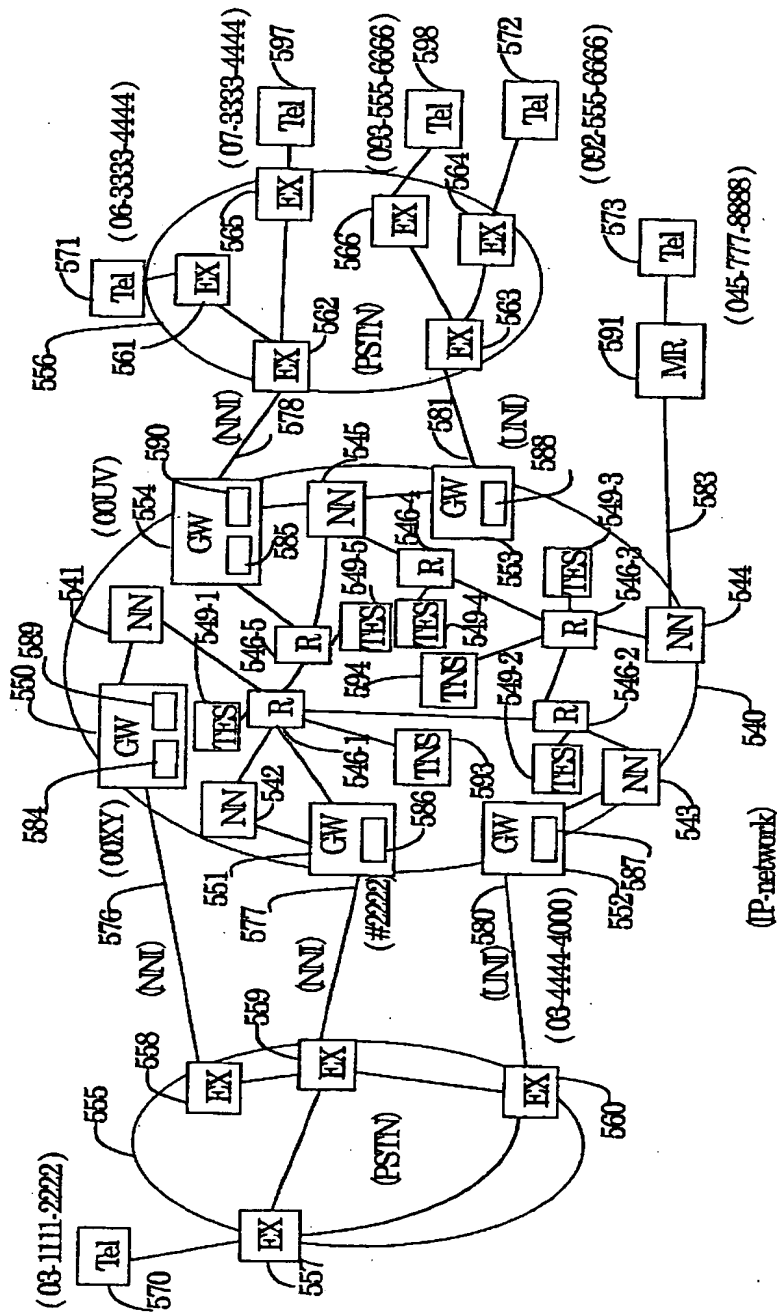 (03-1111-2222)
Tel
570
555
EX
557
(PSTN)
558
EX
559
EX
EX
560
(NNI)
576
(NNI)
577
(UNI)
580
(03-4444-4000)
(#2222)
(00XY)
584
550
589
GW
541
NN
549-1
TES
546-5
R
NN
542
R
546-1
551
GW
586
TNS
593
594
TNS
549-2
TES
R
546-2
GW
552
587
NN
543
(IP-network)
540
(00UV)
554
590
GW
585
545
NN
549-5
TES
546-4
R
TES
549-4
GW
588
553
549-3
TES
R
546-3
NN
544
(NNI)
578
581
(UNI)
583
556
561
571
Tel
(06-3333-4444)
EX
EX
562
(PSTN)
565
EX
(07-3333-4444)
Tel
597
566
EX
(093-555-6666)
Tel
598
564
EX
EX
563
Tel
572
(092-555-6666)
591
MR
573
Tel
(045-777-8888)